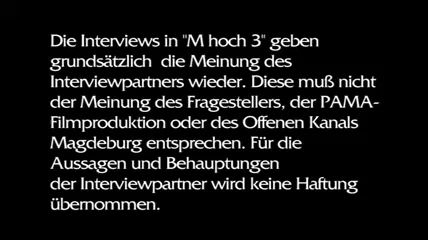 Die Interviews in "M hoch 3" geben
grundsätzlich die Meinung des
Interviewpartners wieder. Diese muß nicht
der Meinung des Fragestellers, der PAMA-
Filmproduktion oder des Offenen Kanals
Magdeburg entsprechen. Für die
Aussagen und Behauptungen
der Interviewpartner wird keine Haftung
übernommen.